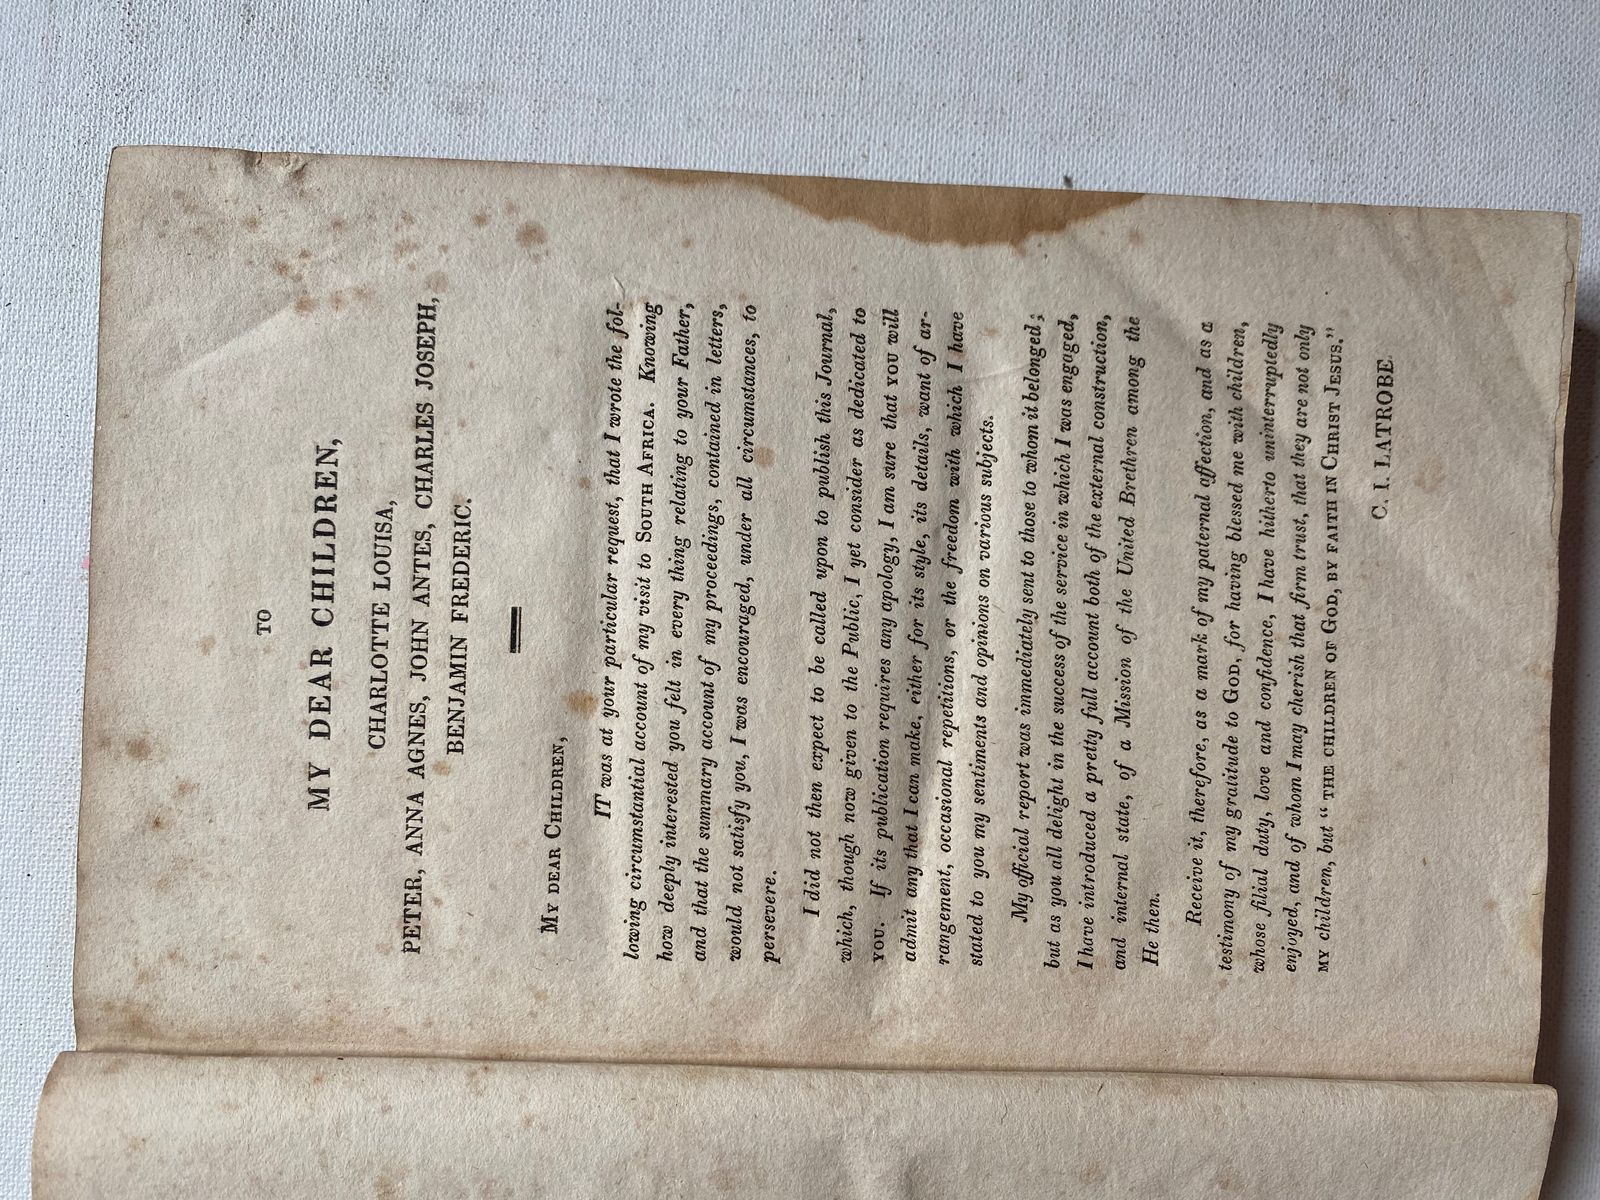 TO
MY DEAR CHILDREN,
CHARLOTTE LOUISA,
PETER, ANNA AGNES, JOHN ANTES, CHARLES JOSEPH,
BENJAMIN FREDERIC.
MY DEAR CHILDREN,
IT was at your particular request, that I wrote the fol-
lowing circumstantial account of my visit to SOUTH AFRICA. Knowing
how deeply interested you felt in every thing relating to your Father,
and that the summary account of my proceedings, contained in letters,
would not satisfy you, I was encouraged, under all circumstances, to
persevere.
I did not then expect to be called upon to publish this Journal,
which, though now given to the Public, I yet consider as dedicated to
YOU. If its publication requires any apology, I am sure that YOU will
admit any that I can make, either for its style, its details, want of ar-
rangement, occasional repetitions, or the freedom with which I have
stated to you my sentiments and opinions on various subjects.
My official report was immediately sent to those to whom it belonged;
but as you all delight in the success of the service in which I was engaged,
I have introduced a pretty full account both of the external construction,
and internal state, of a Mission of the United Brethren among the
He then.
Receive it, therefore, as a mark of my paternal affection, and as a
testimony of my gratitude to GOD, for having blessed me with children,
whose filial duty, love and confidence, I have hitherto uninterruptedly
enjoyed, and of whom I may cherish that firm trust, that they are not only
MY children, but "THE CHILDREN OF GOD, BY FAITH IN CHRIST JESUS."
C. I. LATROBE.